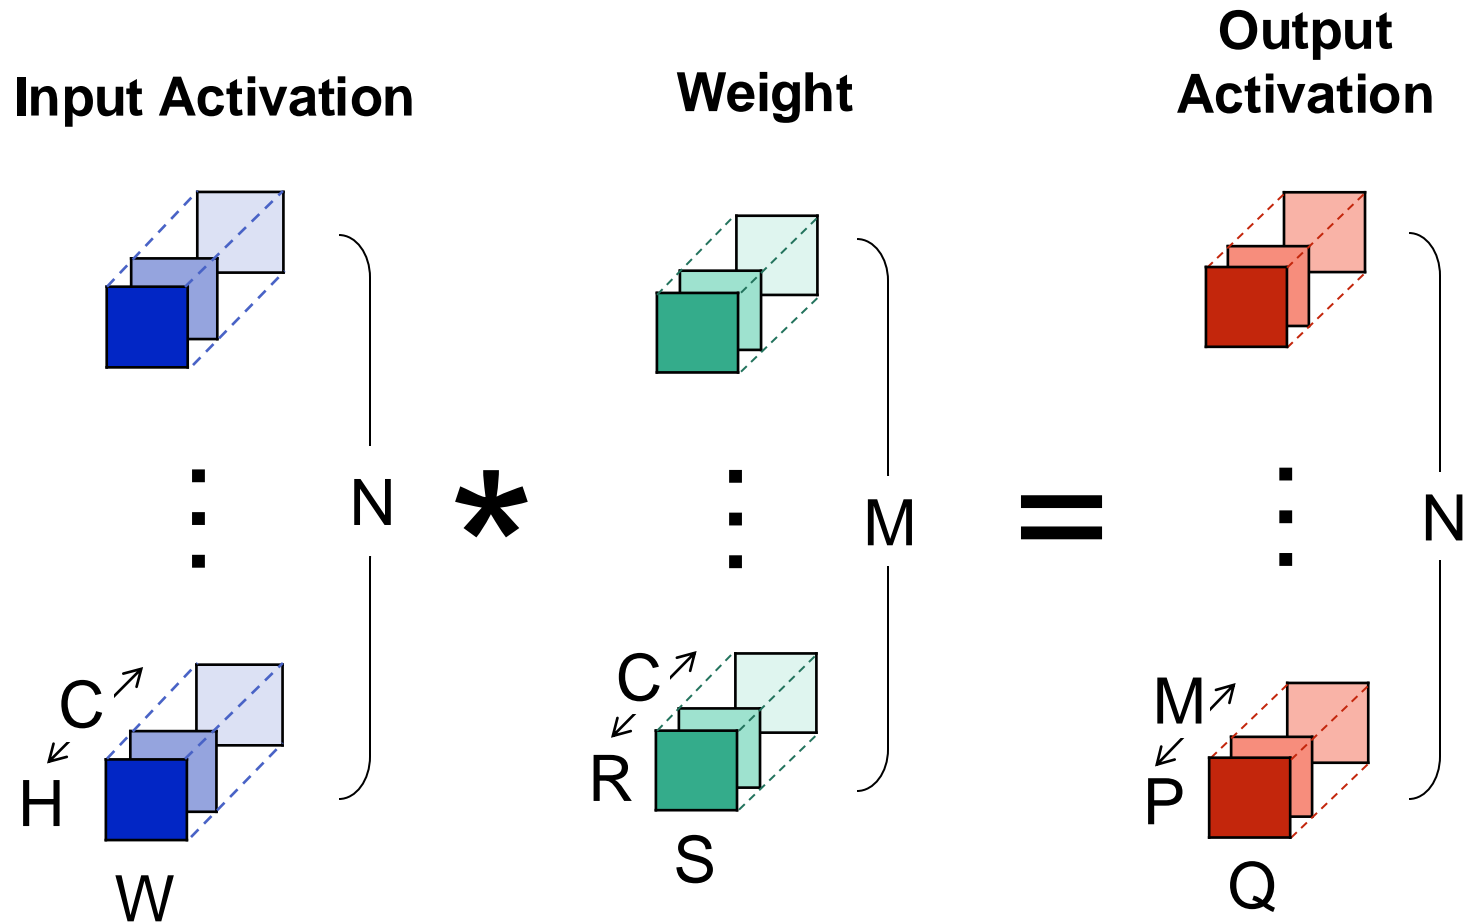 Input Activation
Weight
Output
Activation
N
*
M
=
N
C
H
W
C
R
S
M
P
Q